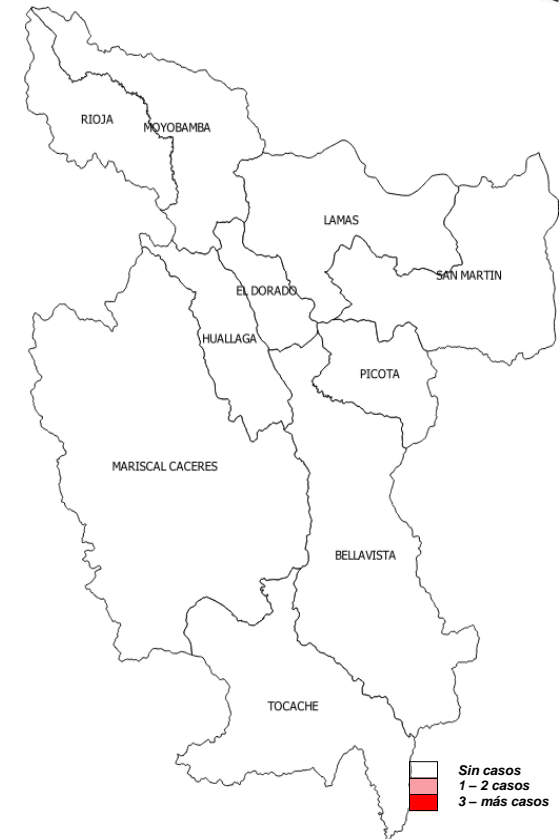 RIOJA
MOYOBAMBA
LAMAS
SAN MARTIN
EL DORADO
HUALLAGA
PICOTA
MARISCAL CACERES
BELLAVISTA
TOCACHE
Sin casos
1 – 2 casos
3 – más casos